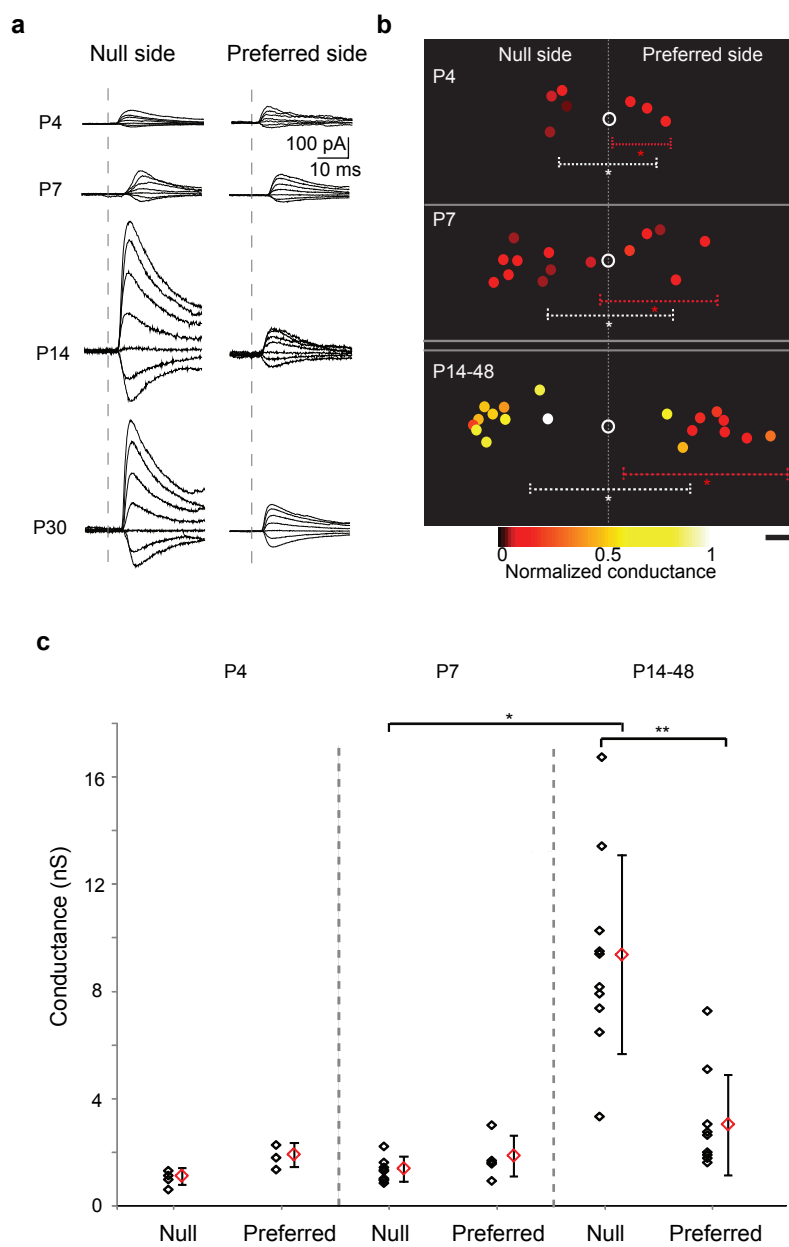 a
Null side Preferred side
P4
100 pA
10 ms
P7
P14
P30
b
Null side Preferred side
P4
*
*
P7
*
*
P14-48
*
*
0 0.5 1
Normalized conductance
c
P4 P7 P14-48
*
**
Conductance (nS)
16
12
8
4
0
Null Preferred Null Preferred Null Preferred